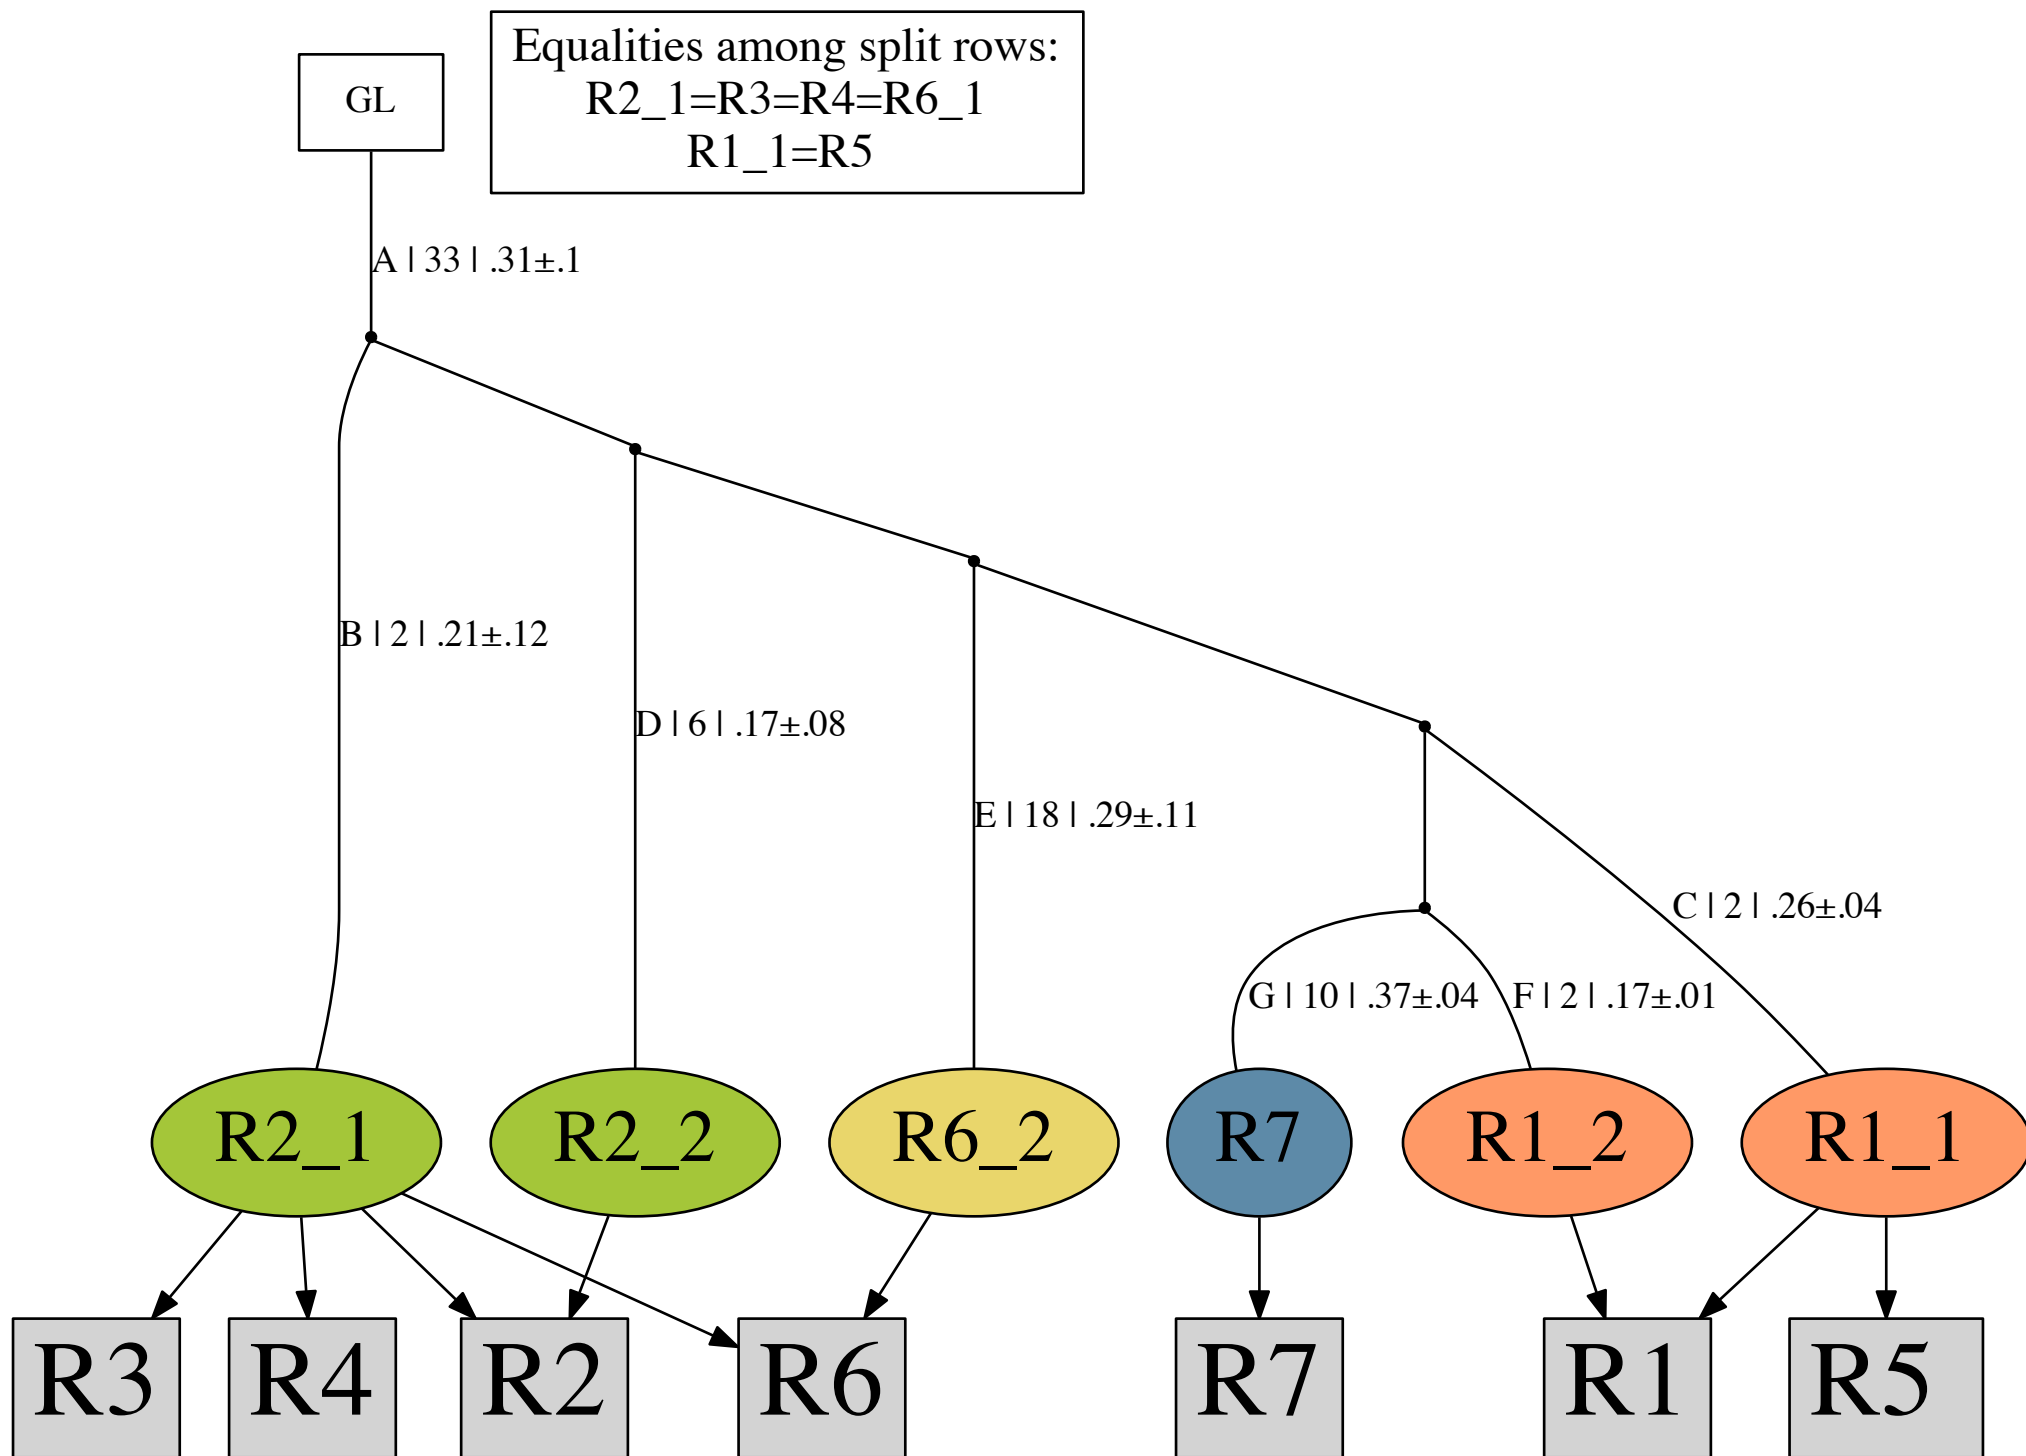 GL
Equalities among split rows:
R2_1=R3=R4=R6_1
R1_1=R5
A | 33 | .31±.1
B | 2 | .21±.12
D | 6 | .17±.08
E | 18 | .29±.11
C | 2 | .26±.04
G | 10 | .37±.04
F | 2 | .17±.01
R2_1
R2_2
R6_2
R7
R1_2
R1_1
R3
R4
R2
R6
R7
R1
R5